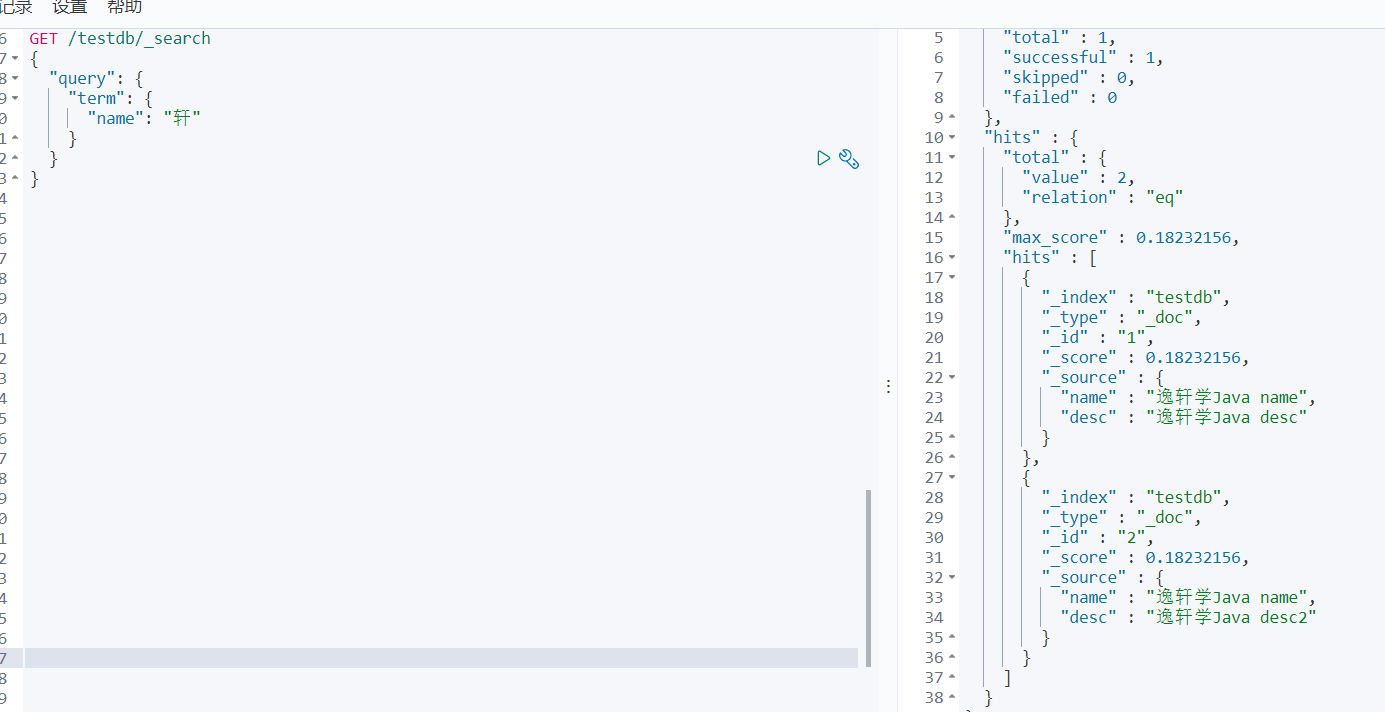 记录 设置 帮助
6 GET /testdb/_search
7 {
8 "query": {
9 "term": {
0 "name": "轩"
1 }
2 }
3 }
4
5
6
7
8
9
0
1
2
3
4
5
6
7
8
9
0
1
2
3
4
5
6
7
8
9
5 "total" : 1,
6 "successful" : 1,
7 "skipped" : 0,
8 "failed" : 0
9 },
10 "hits" : {
11 "total" : {
12 "value" : 2,
13 "relation" : "eq"
14 },
15 "max_score" : 0.18232156,
16 "hits" : [
17 {
18 "_index" : "testdb",
19 "_type" : "_doc",
20 "_id" : "1",
21 "_score" : 0.18232156,
22 "_source" : {
23 "name" : "逸轩学Java name",
24 "desc" : "逸轩学Java desc"
25 }
26 },
27 {
28 "_index" : "testdb",
29 "_type" : "_doc",
30 "_id" : "2",
31 "_score" : 0.18232156,
32 "_source" : {
33 "name" : "逸轩学Java name",
34 "desc" : "逸轩学Java desc2"
35 }
36 }
37 ]
38 }